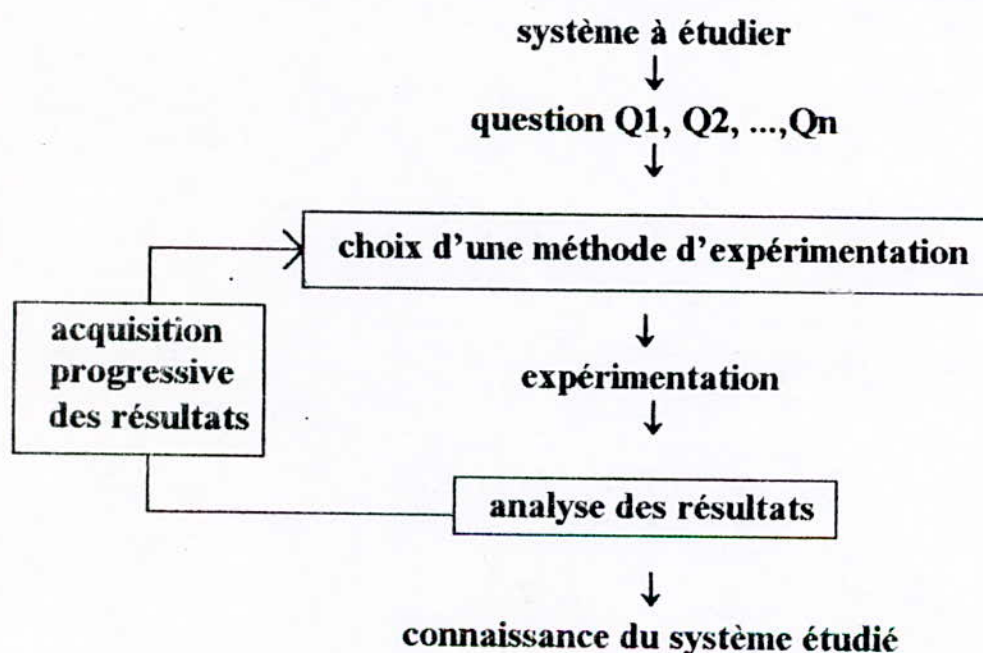 système à étudier
question Q1, Q2, ...,Qn
choix d'une méthode d'expérimentation
acquisition
progressive
des résultats
expérimentation
analyse des résultats
connaissance du système étudié